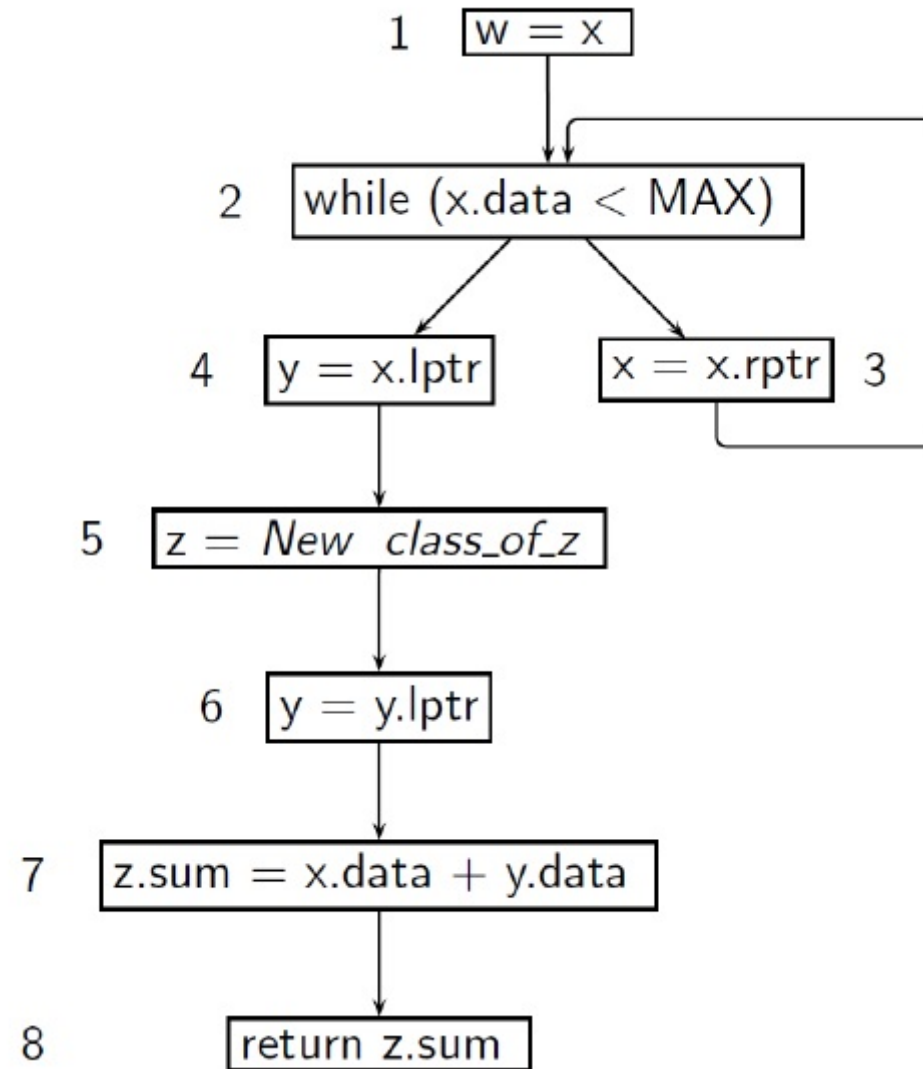 1 w = x
2 while (x.data < MAX)
4 y = x.lptr x = x.rptr 3
5 z = New class_of_z
6 y = y.lptr
7 z.sum = x.data + y.data
8 return z.sum